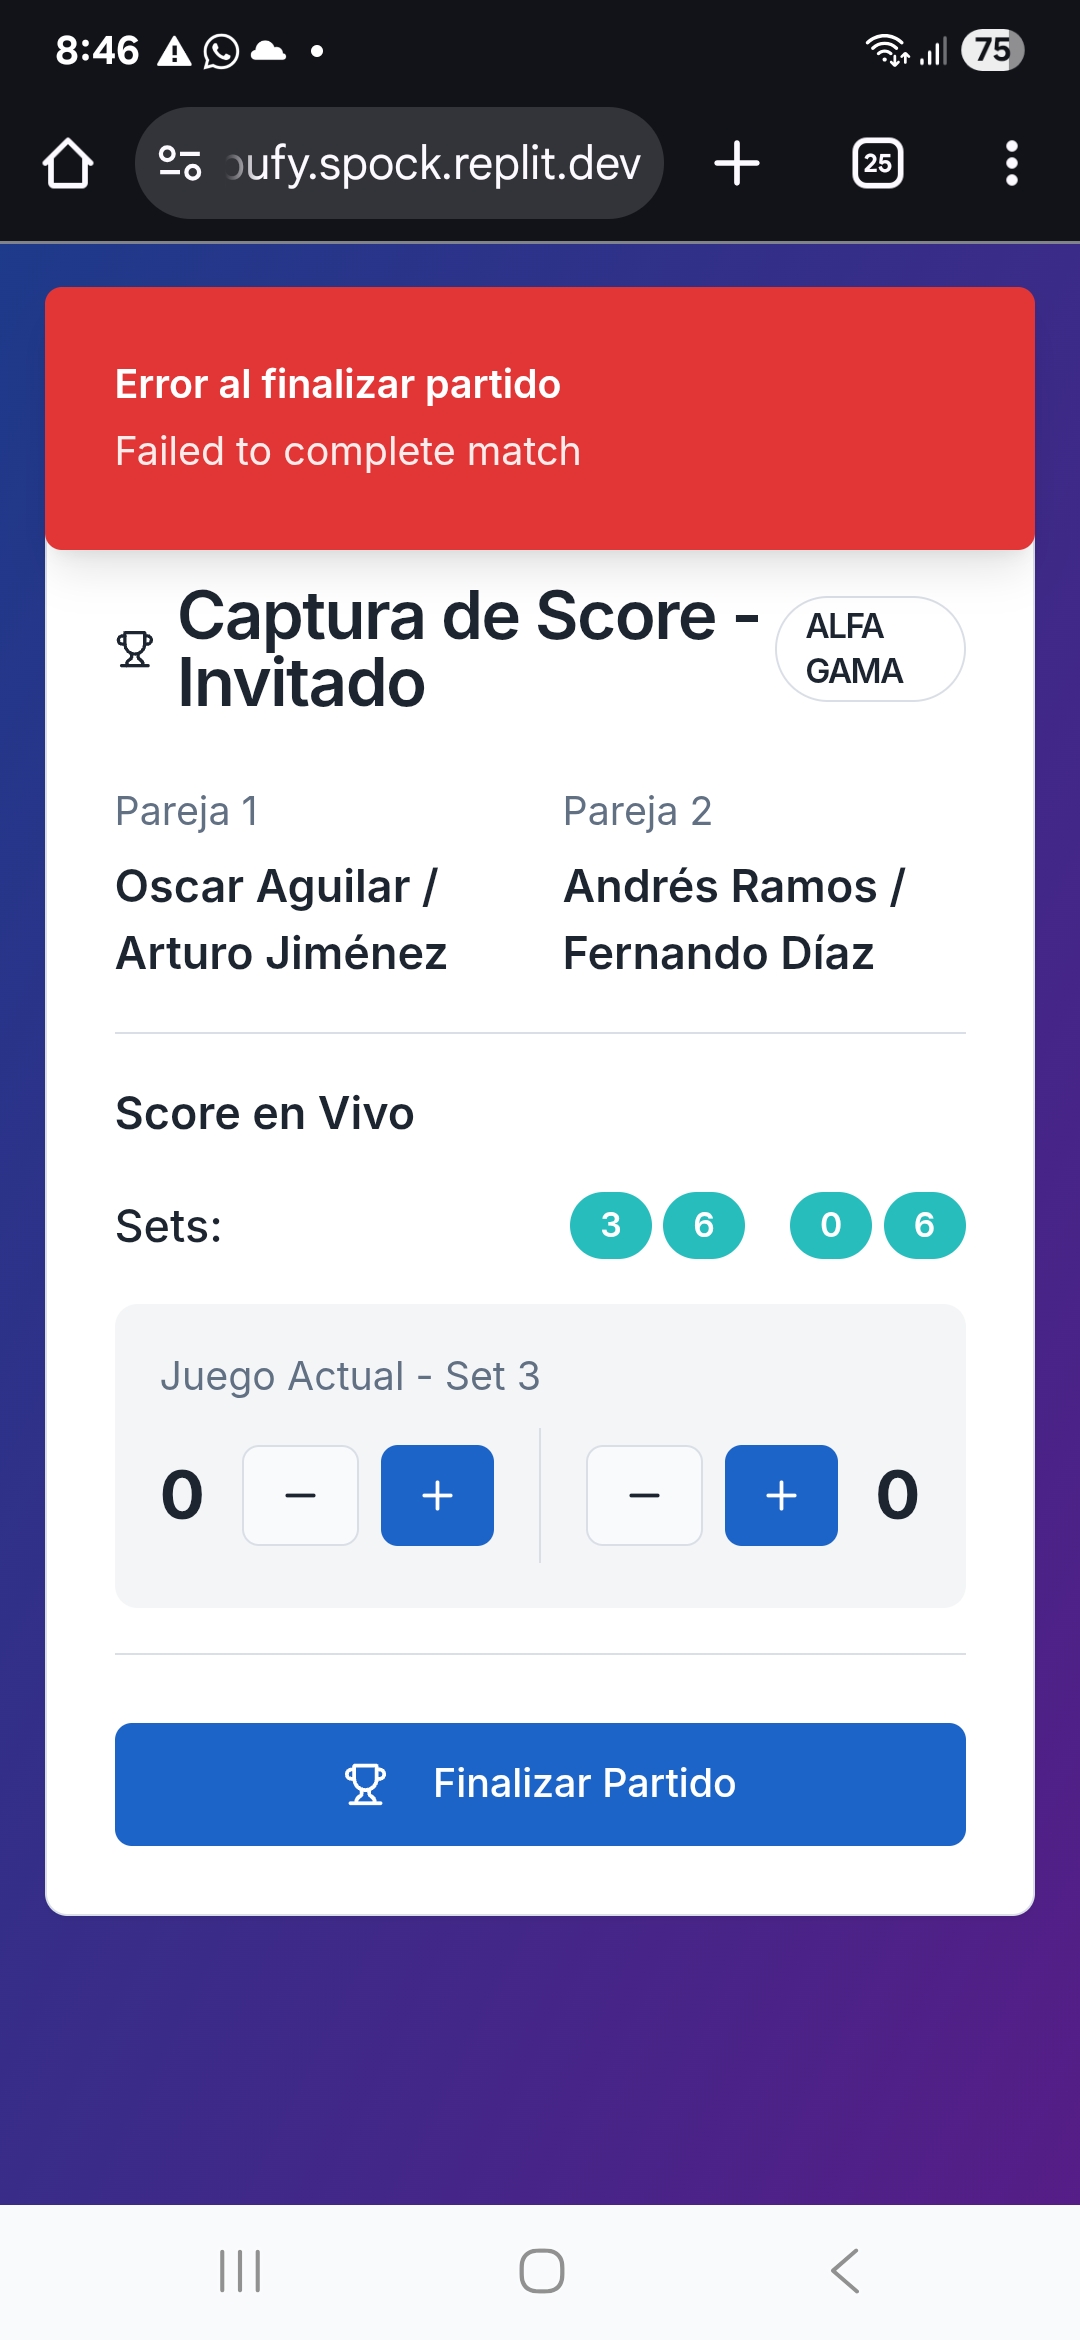 8:46
75
ufy.spock.replit.dev
25
Error al finalizar partido
Failed to complete match
Captura de Score -
Invitado
ALFA
GAMA
Pareja 1
Pareja 2
Oscar Aguilar /
Arturo Jiménez
Andrés Ramos /
Fernando Díaz
Score en Vivo
Sets: 3 6 0 6
Juego Actual - Set 3
0 − + − + 0
Finalizar Partido